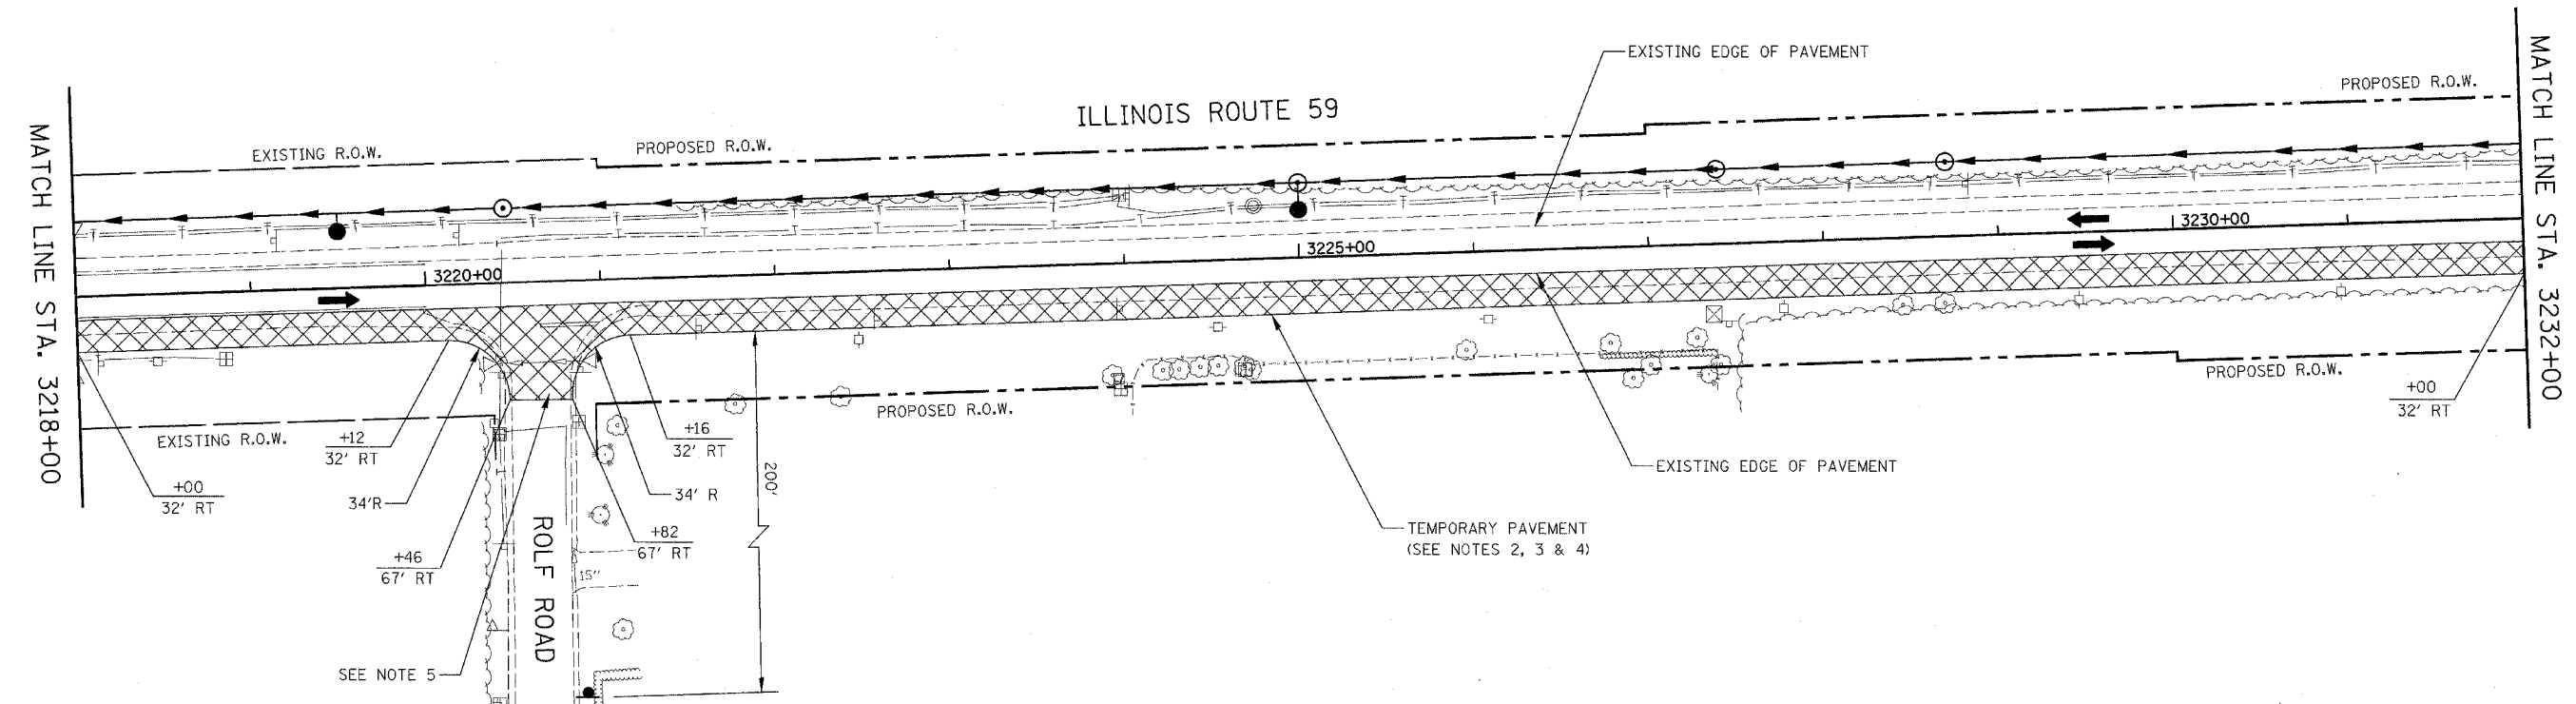 EXISTING EDGE OF PAVEMENT
PROPOSED R.O.W.
ILLINOIS ROUTE 59
PROPOSED R.O.W.
EXISTING R.O.W.
MATCH LINE STA. 3218+00
MATCH LINE STA. 3232+00
3230+00
3225+00
3220+00
PROPOSED R.O.W.
+00
32' RT
PROPOSED R.O.W.
EXISTING R.O.W.
+12
32' RT
+16
32' RT
EXISTING EDGE OF PAVEMENT
200'
+00
32' RT
34'R
34' R
TEMPORARY PAVEMENT
(SEE NOTES 2, 3 & 4)
+82
67' RT
+46
67' RT
15"
ROLF ROAD
SEE NOTE 5